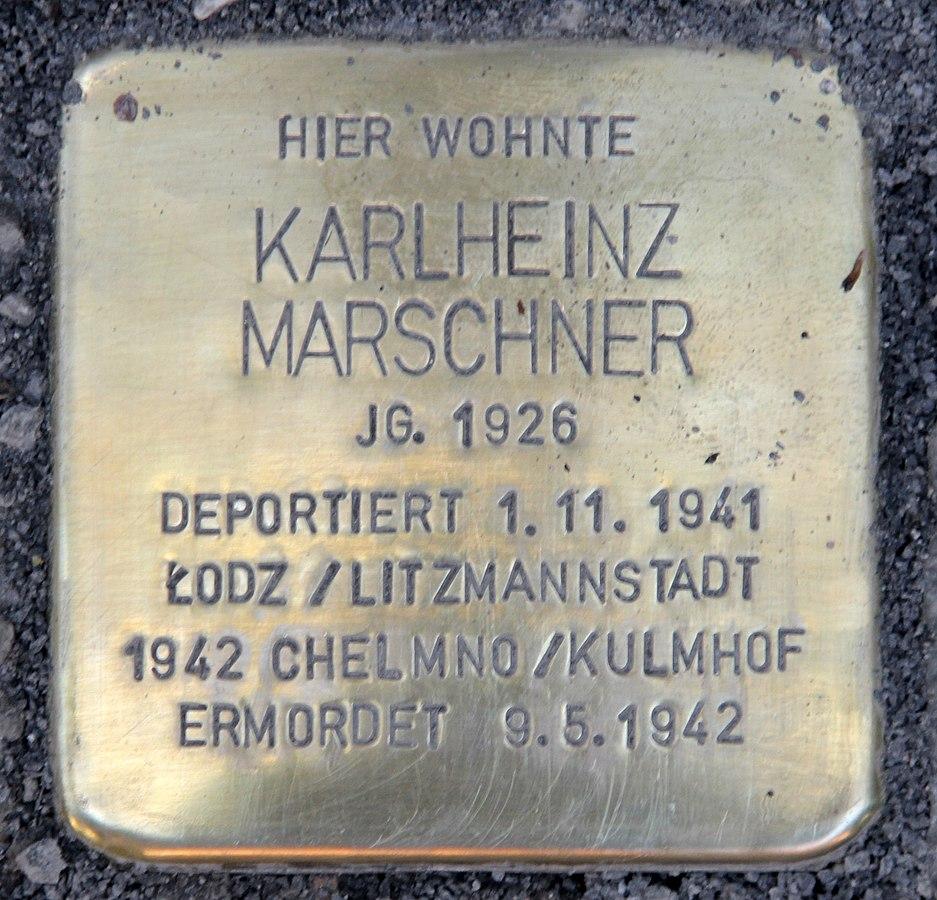 HIER WOHNTE
KARLHEINZ
MARSCHNER
JG. 1926
DEPORTIERT 1. 11. 1941
ŁODZ / LITZMANNSTADT
1942 CHELMNO / KULMHOF
ERMORDET 9. 5. 1942